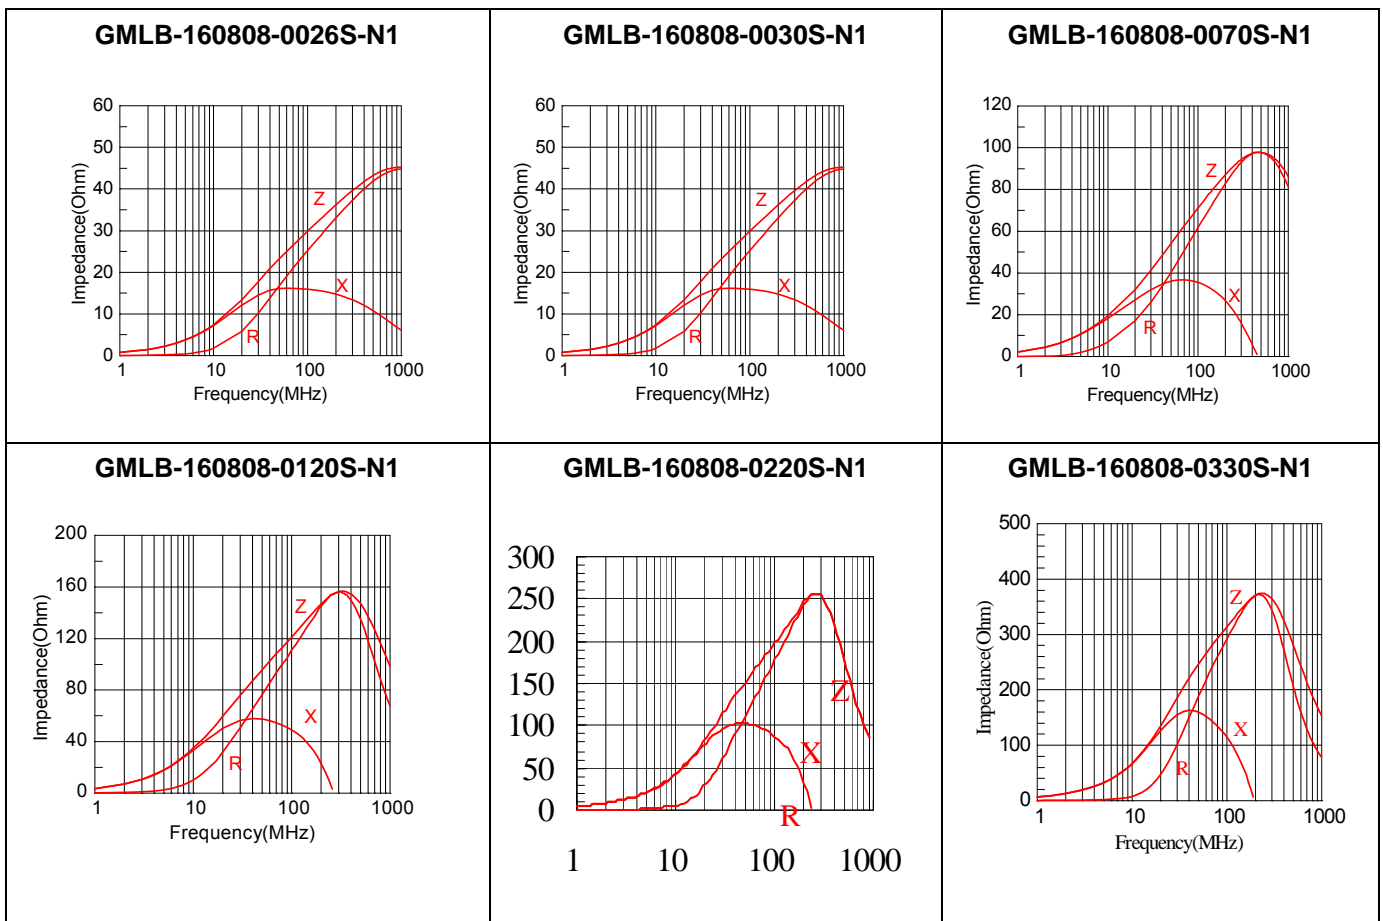 GMLB-160808-0026S-N1
60
50
40
30
20
10
0
Impedance(Ohm)
Z
X
R
1 10 100 1000
Frequency(MHz)
GMLB-160808-0030S-N1
60
50
40
30
20
10
0
Impedance(Ohm)
Z
X
R
1 10 100 1000
Frequency(MHz)
GMLB-160808-0070S-N1
120
100
80
60
40
20
0
Impedance(Ohm)
Z
X
R
1 10 100 1000
Frequency(MHz)
GMLB-160808-0120S-N1
200
160
120
80
40
0
Impedance(Ohm)
Z
X
R
1 10 100 1000
Frequency(MHz)
GMLB-160808-0220S-N1
300
250
200
150
100
50
0
Z
X
R
1 10 100 1000
GMLB-160808-0330S-N1
500
400
300
200
100
0
Impedance(Ohm)
Z
X
R
1 10 100 1000
Frequency(MHz)